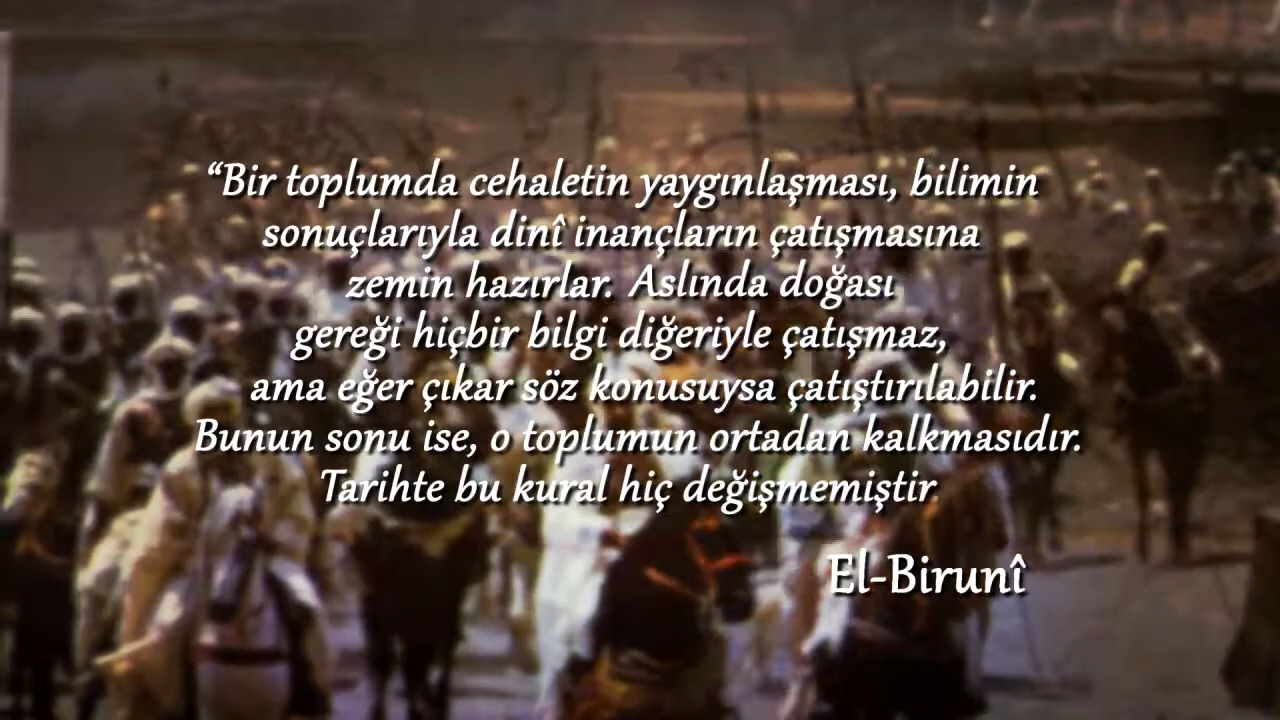 “Bir toplumda cehaletin yaygınlaşması, bilimin
sonuçlarıyla dinî inançların çatışmasına
zemin hazırlar. Aslında doğası
gereği hiçbir bilgi diğeriyle çatışmaz,
ama eğer çıkar söz konusuysa çatıştırılabilir.
Bunun sonu ise, o toplumun ortadan kalkmasıdır.
Tarihte bu kural hiç değişmemiştir
El-Birunî